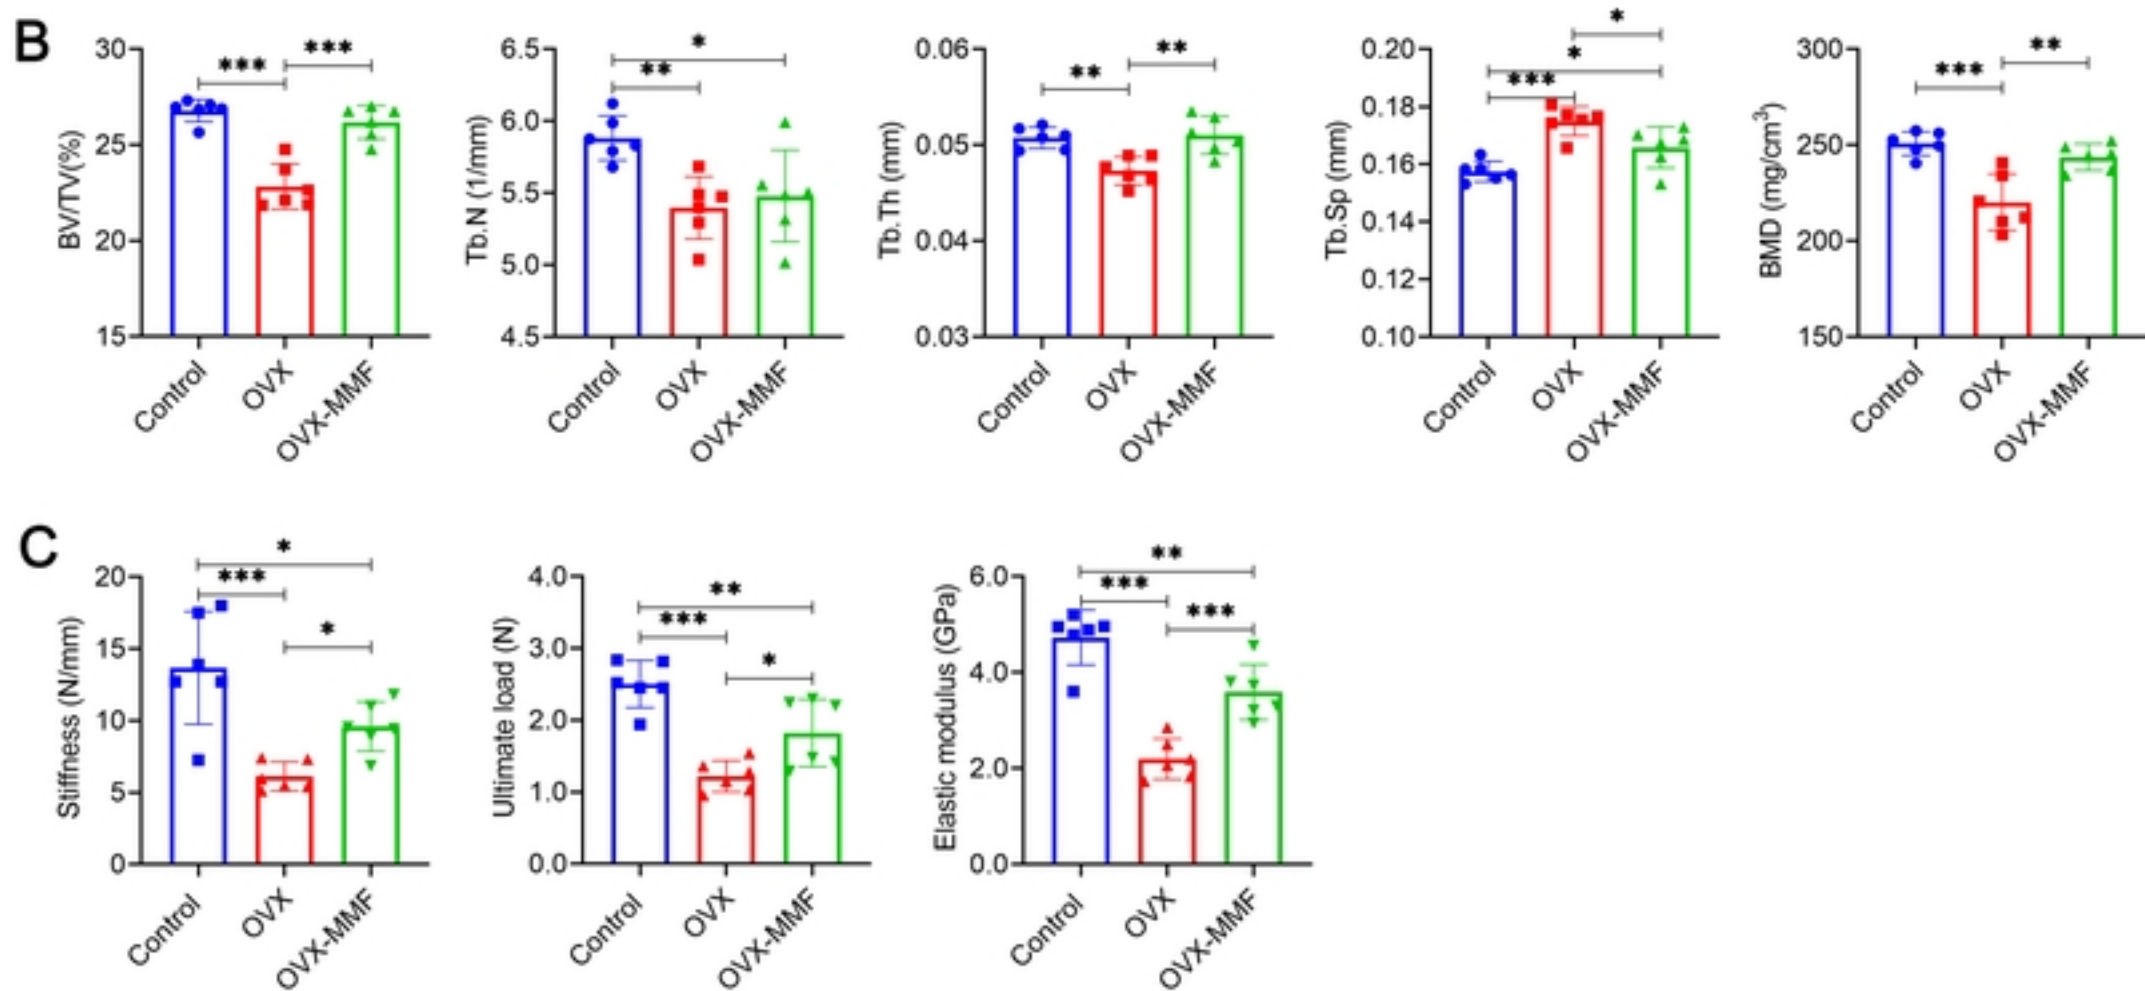 B
BV/TV(%)
30
25
20
15
***
***
Control
OVX
OVX-MMF
Tb.N (1/mm)
6.5
6.0
5.5
5.0
4.5
*
**
Control
OVX
OVX-MMF
Tb.Th (mm)
0.06
0.05
0.04
0.03
**
**
Control
OVX
OVX-MMF
Tb.Sp (mm)
0.20
0.18
0.16
0.14
0.12
0.10
*
*
***
Control
OVX
OVX-MMF
BMD (mg/cm³)
300
250
200
150
***
**
Control
OVX
OVX-MMF
C
Stiffness (N/mm)
20
15
10
5
0
*
***
*
Control
OVX
OVX-MMF
Ultimate load (N)
4.0
3.0
2.0
1.0
0.0
**
***
*
Control
OVX
OVX-MMF
Elastic modulus (GPa)
6.0
4.0
2.0
0.0
**
***
***
Control
OVX
OVX-MMF